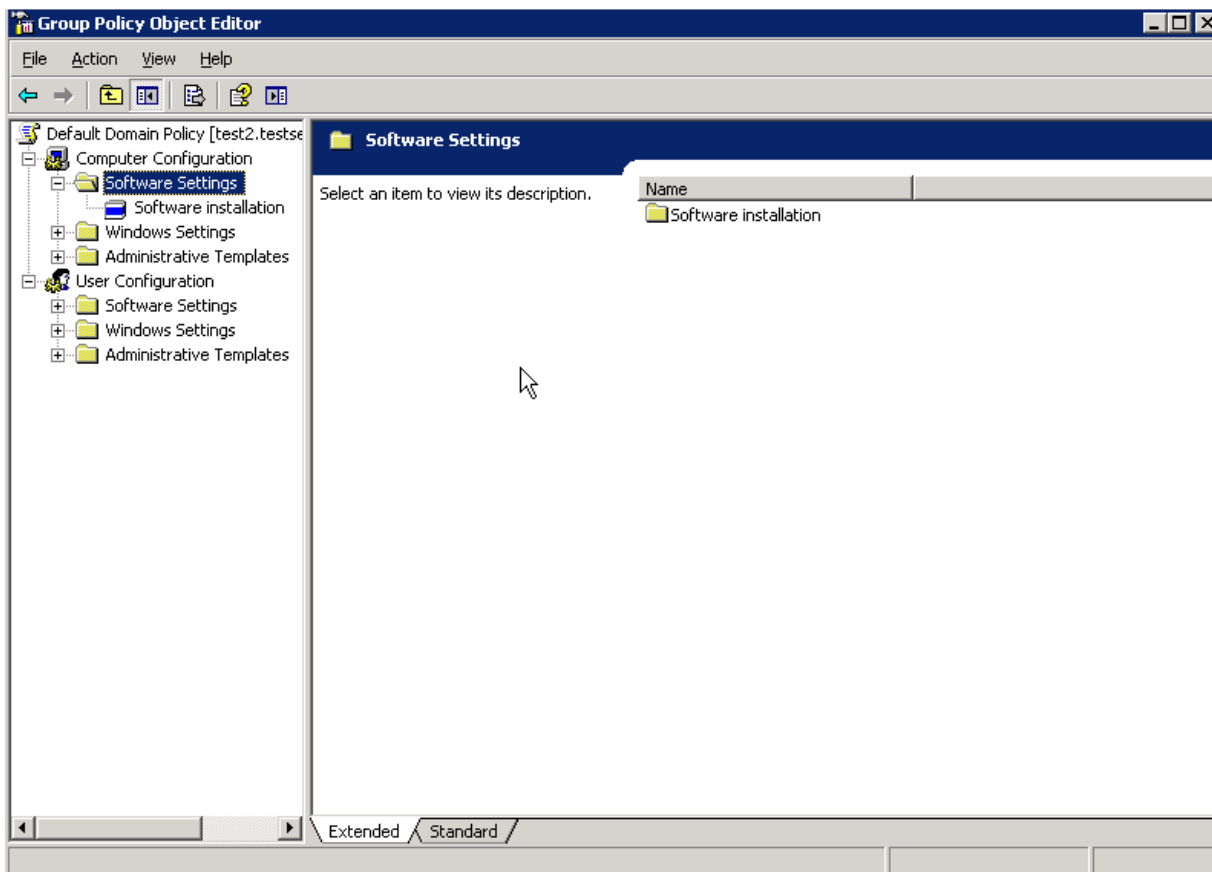 Group Policy Object Editor
File Action View Help
Default Domain Policy [test2.testse
Computer Configuration
Software Settings
Software installation
Windows Settings
Administrative Templates
User Configuration
Software Settings
Windows Settings
Administrative Templates
Software Settings
Select an item to view its description.
Name
Software installation
Extended Standard